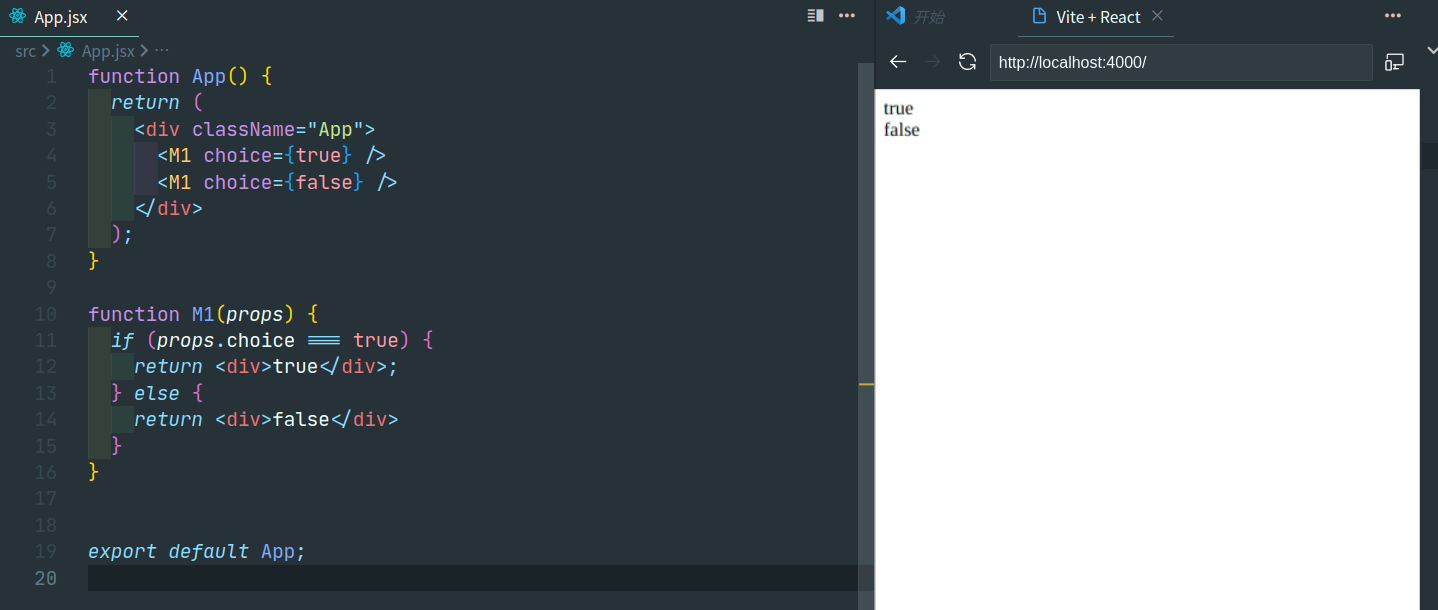 App.jsx
src > App.jsx > ...
1 function App() {
2 return (
3 <div className="App">
4 <M1 choice={true} />
5 <M1 choice={false} />
6 </div>
7 );
8 }
9
10 function M1(props) {
11 if (props.choice === true) {
12 return <div>true</div>;
13 } else {
14 return <div>false</div>
15 }
16 }
17
18
19 export default App;
20
开始
Vite + React
http://localhost:4000/
true
false